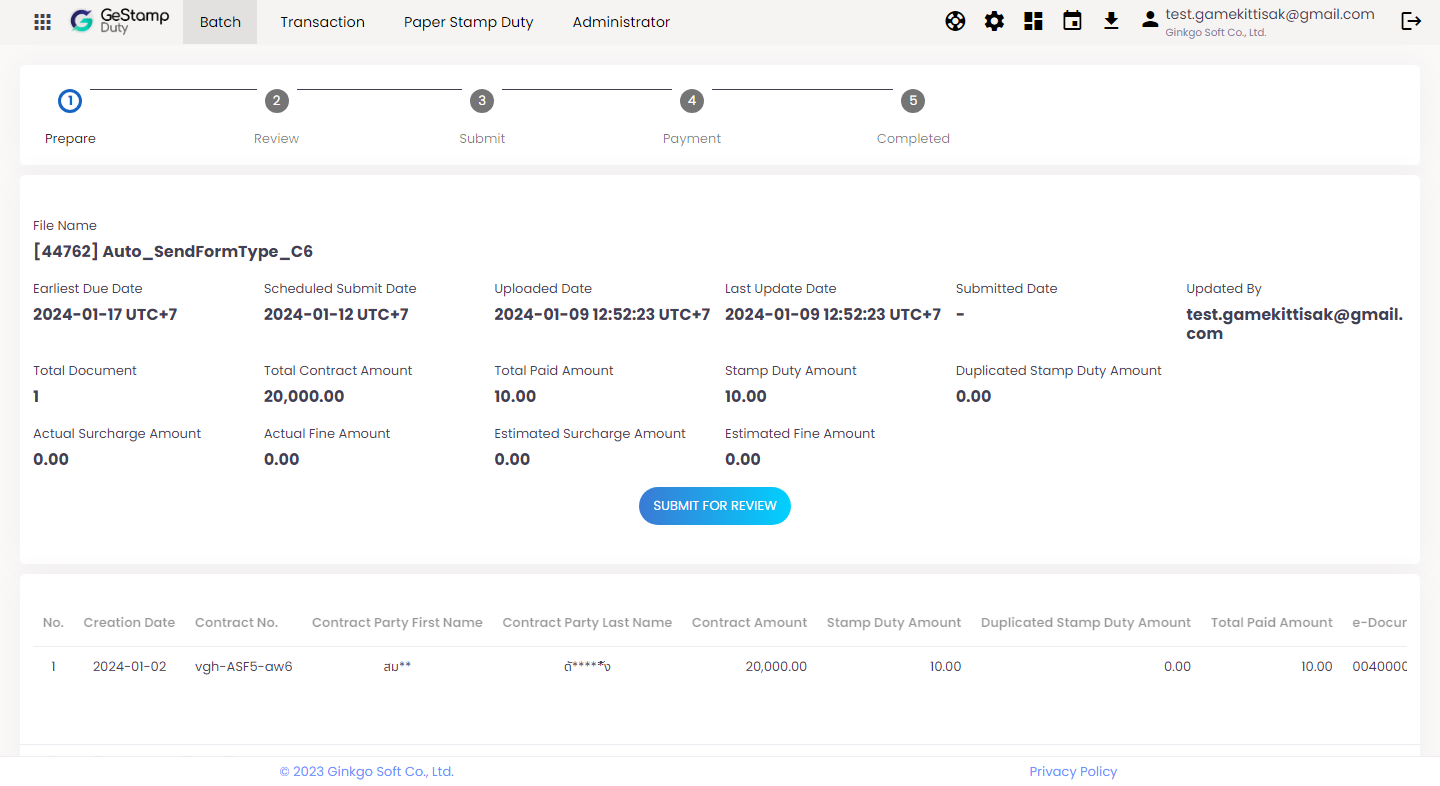 GeStamp
Duty
Batch
Transaction
Paper Stamp Duty
Administrator
test.gamekittisak@gmail.com
Ginkgo Soft Co., Ltd.
1
2
3
4
5
Prepare
Review
Submit
Payment
Completed
File Name
[44762] Auto_SendFormType_C6
Earliest Due Date
2024-01-17 UTC+7
Scheduled Submit Date
2024-01-12 UTC+7
Uploaded Date
2024-01-09 12:52:23 UTC+7
Last Update Date
2024-01-09 12:52:23 UTC+7
Submitted Date
-
Updated By
test.gamekittisak@gmail.
com
Total Document
1
Total Contract Amount
20,000.00
Total Paid Amount
10.00
Stamp Duty Amount
10.00
Duplicated Stamp Duty Amount
0.00
Actual Surcharge Amount
0.00
Actual Fine Amount
0.00
Estimated Surcharge Amount
0.00
Estimated Fine Amount
0.00
SUBMIT FOR REVIEW
No. Creation Date Contract No. Contract Party First Name Contract Party Last Name Contract Amount Stamp Duty Amount Duplicated Stamp Duty Amount Total Paid Amount e-Docur
1 2024-01-02 vgh-ASF5-aw6 สม** 20,000.00 10.00 0.00 10.00 004000
© 2023 Ginkgo Soft Co., Ltd.
Privacy Policy